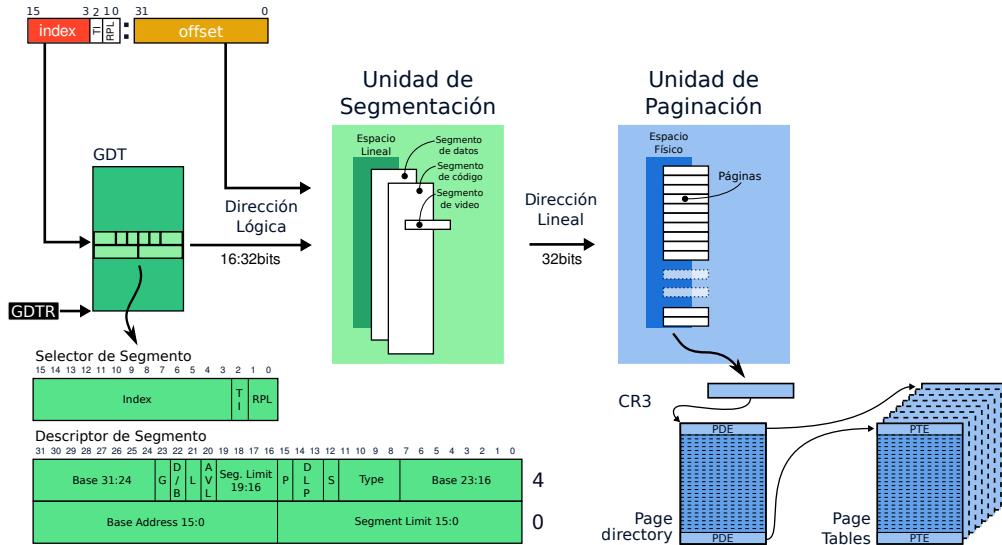 15 3 2 1 0 31 0
index TI RPL : offset
Unidad de
Segmentación
Unidad de
Paginación
GDT
Espacio
Lineal
Segmento
de datos
Segmento
de código
Segmento
de video
Espacio
Físico
Páginas
Dirección
Lógica
16:32bits
Dirección
Lineal
32bits
GDTR
Selector de Segmento
15 14 13 12 11 10 9 8 7 6 5 4 3 2 1 0
Index TI RPL
CR3
Descriptor de Segmento
31 30 29 28 27 26 25 24 23 22 21 20 19 18 17 16 15 14 13 12 11 10 9 8 7 6 5 4 3 2 1 0
Base 31:24 G D/B L AVL Seg. Limit 19:16 P DLP S Type Base 23:16 4
Base Address 15:0 Segment Limit 15:0 0
PDE
PDE
Page
directory
PTE
PTE
Page
Tables